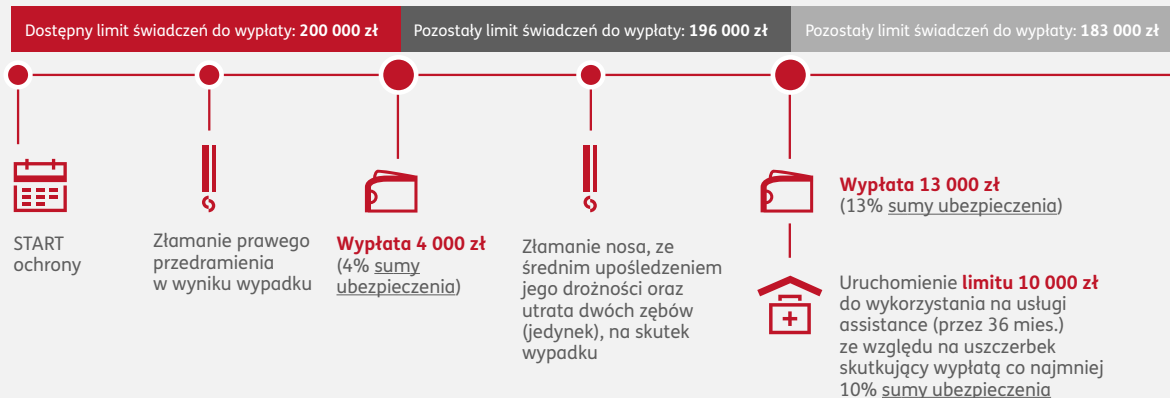 Dostępny limit świadczeń do wypłaty: 200 000 zł
Pozostały limit świadczeń do wypłaty: 196 000 zł
Pozostały limit świadczeń do wypłaty: 183 000 zł
START
ochrony
Złamanie prawego
przedramienia
w wyniku wypadku
Wypłata 4 000 zł
(4% sumy
ubezpieczenia)
Złamanie nosa, ze
średnim upośledzeniem
jego drożności oraz
utrata dwóch zębów
(jedynek), na skutek
wypadku
Wypłata 13 000 zł
(13% sumy ubezpieczenia)
Uruchomienie limitu 10 000 zł
do wykorzystania na usługi
assistance (przez 36 mies.)
ze względu na uszczerbek
skutkujący wypłatą co najmniej
10% sumy ubezpieczenia